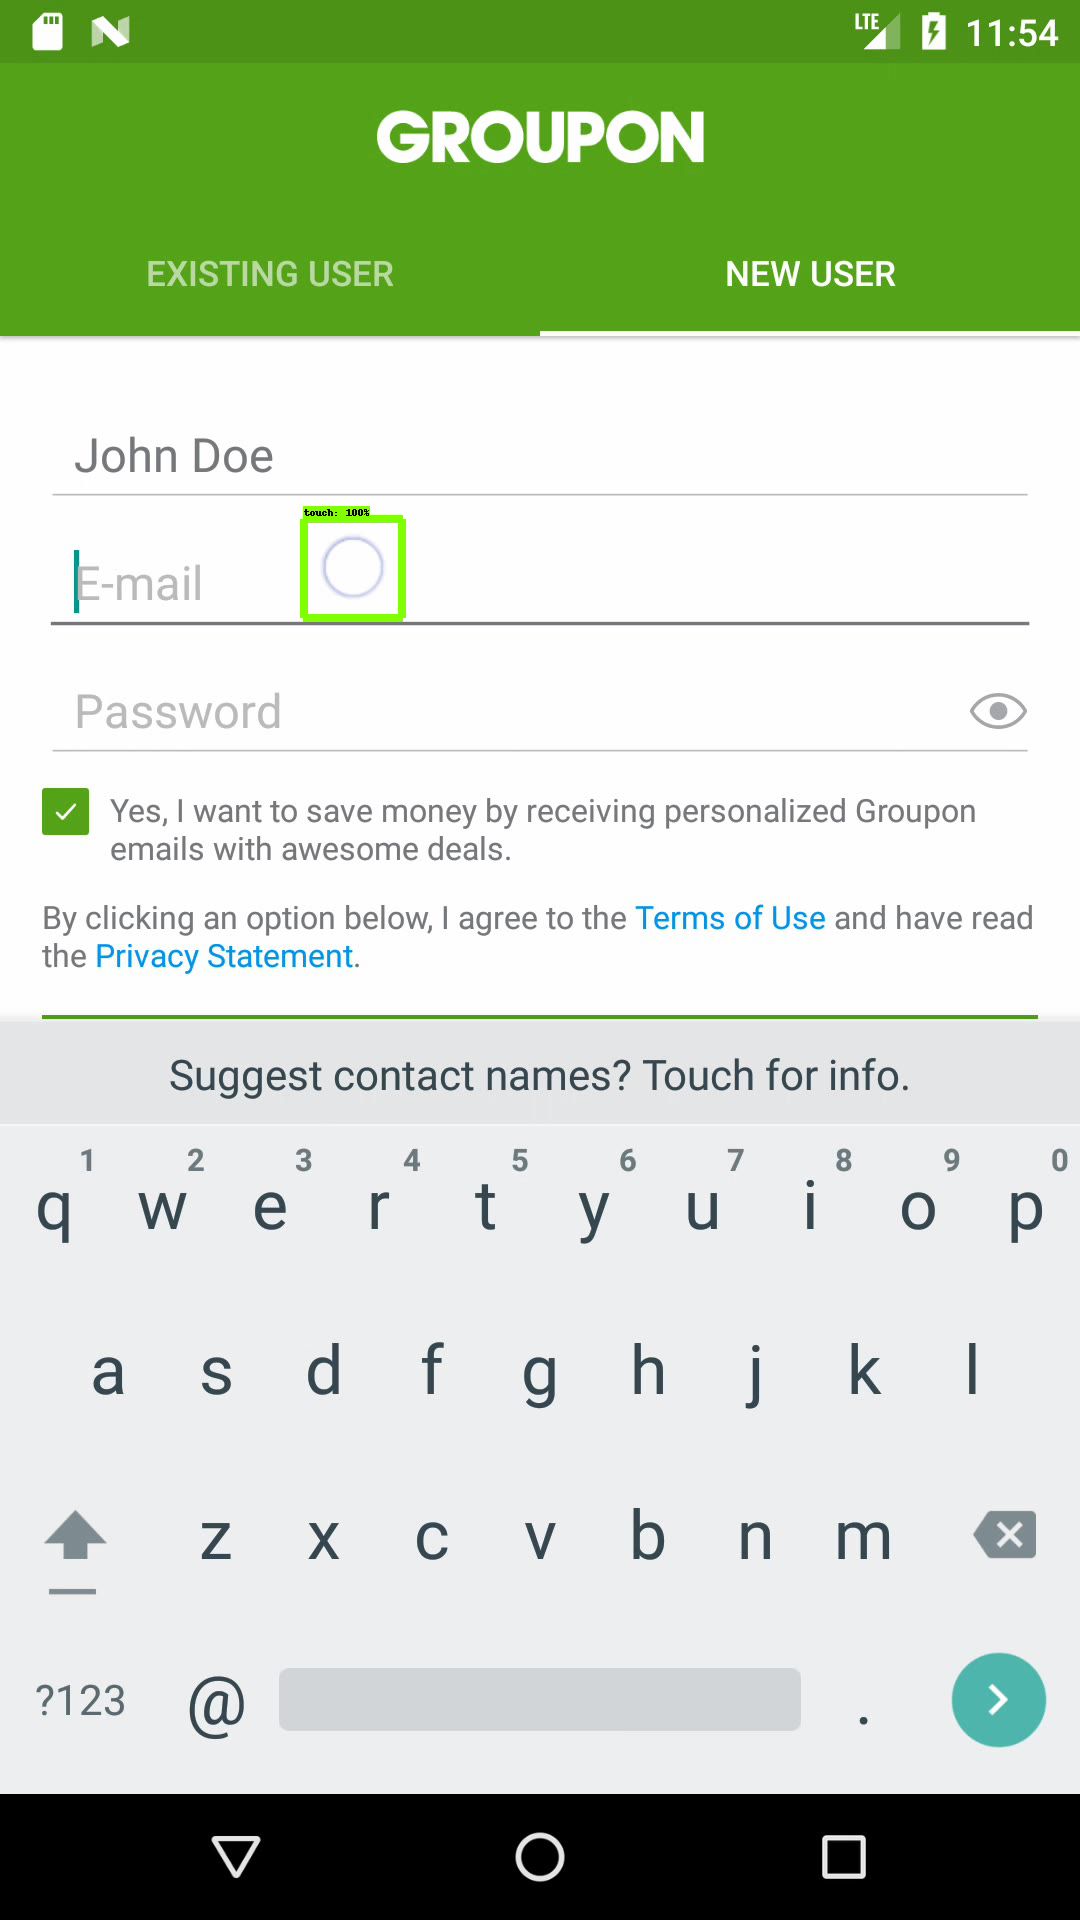 LTE 11:54
GROUPON
EXISTING USER NEW USER
John Doe
touch: 100%
E-mail
Password
Yes, I want to save money by receiving personalized Groupon
emails with awesome deals.
By clicking an option below, I agree to the Terms of Use and have read
the Privacy Statement.
Suggest contact names? Touch for info.
1 2 3 4 5 6 7 8 9 0
q w e r t y u i o p
a s d f g h j k l
z x c v b n m
?123 @ .